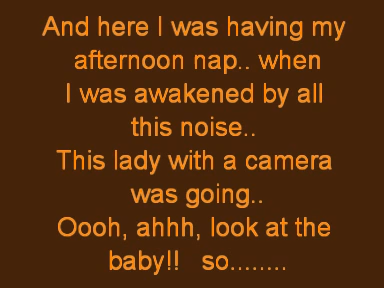 And here I was having my
afternoon nap.. when
I was awakened by all
this noise..
This lady with a camera
was going..
Oooh, ahhh, look at the
baby!!   so........